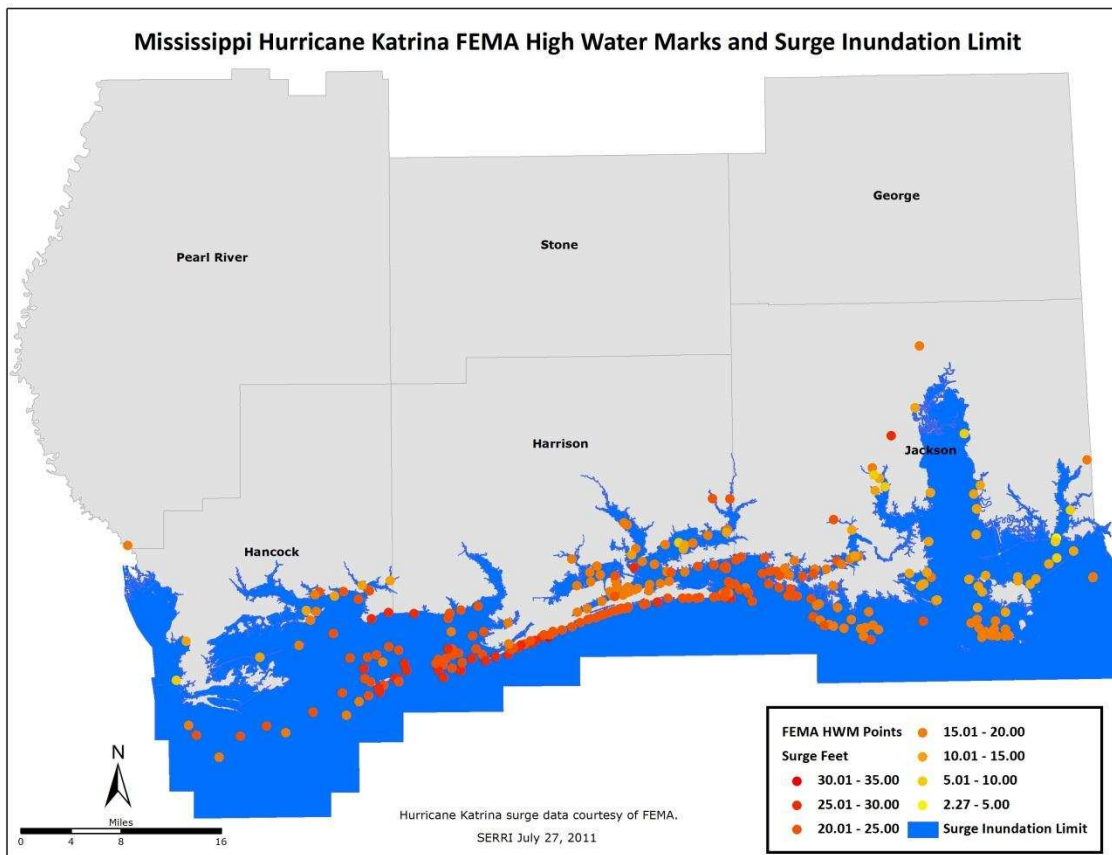 Mississippi Hurricane Katrina FEMA High Water Marks and Surge Inundation Limit
George
Stone
Pearl River
Harrison
Jackson
Hancock
N
Miles
0 4 8 16
Hurricane Katrina surge data courtesy of FEMA.
SERRI July 27, 2011
FEMA HWM Points
Surge Feet
30.01 - 35.00
25.01 - 30.00
20.01 - 25.00
15.01 - 20.00
10.01 - 15.00
5.01 - 10.00
2.27 - 5.00
Surge Inundation Limit